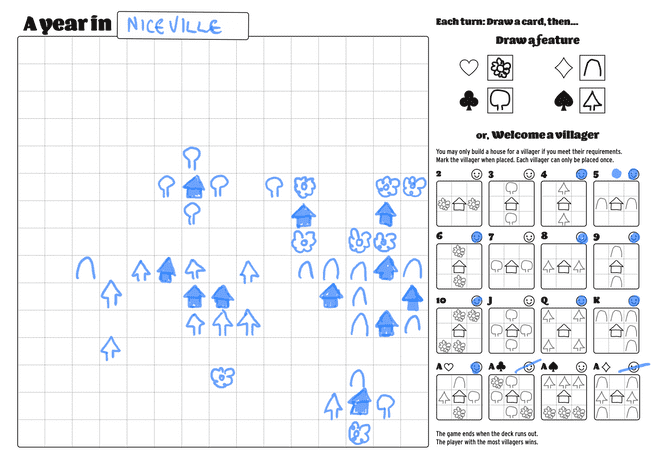 A year in NICEVILLE
Each turn: Draw a card, then...
Draw a feature
or, Welcome a villager
You may only build a house for a villager if you meet their requirements.
Mark the villager when placed. Each villager can only be placed once.
2 3 4 5
6 7 8 9
10 J Q K
A♡ A♣ A♠ A♢
The game ends when the deck runs out.
The player with the most villagers wins.